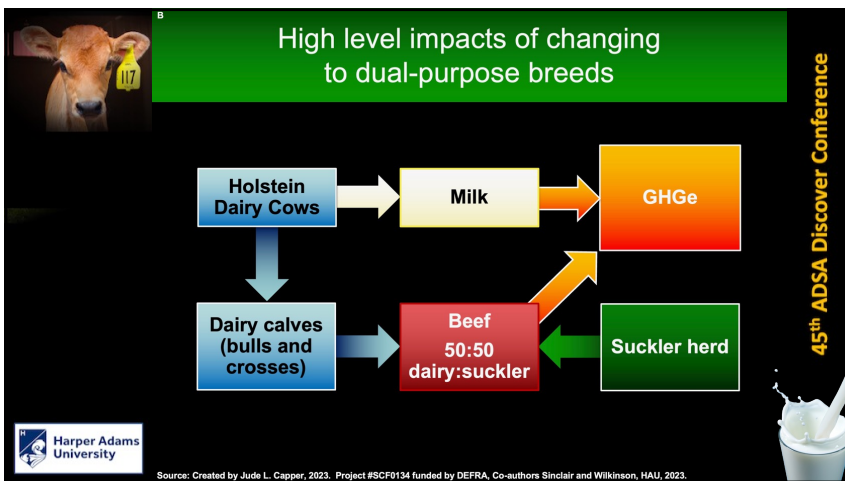 B
High level impacts of changing
to dual-purpose breeds
117
45th ADSA Discover Conference
Holstein
Dairy Cows
Milk
GHGe
Dairy calves
(bulls and
crosses)
Beef
50:50
dairy:suckler
Suckler herd
H
Harper Adams
University
Source: Created by Jude L. Capper, 2023. Project #SCF0134 funded by DEFRA, Co-authors Sinclair and Wilkinson, HAU, 2023.